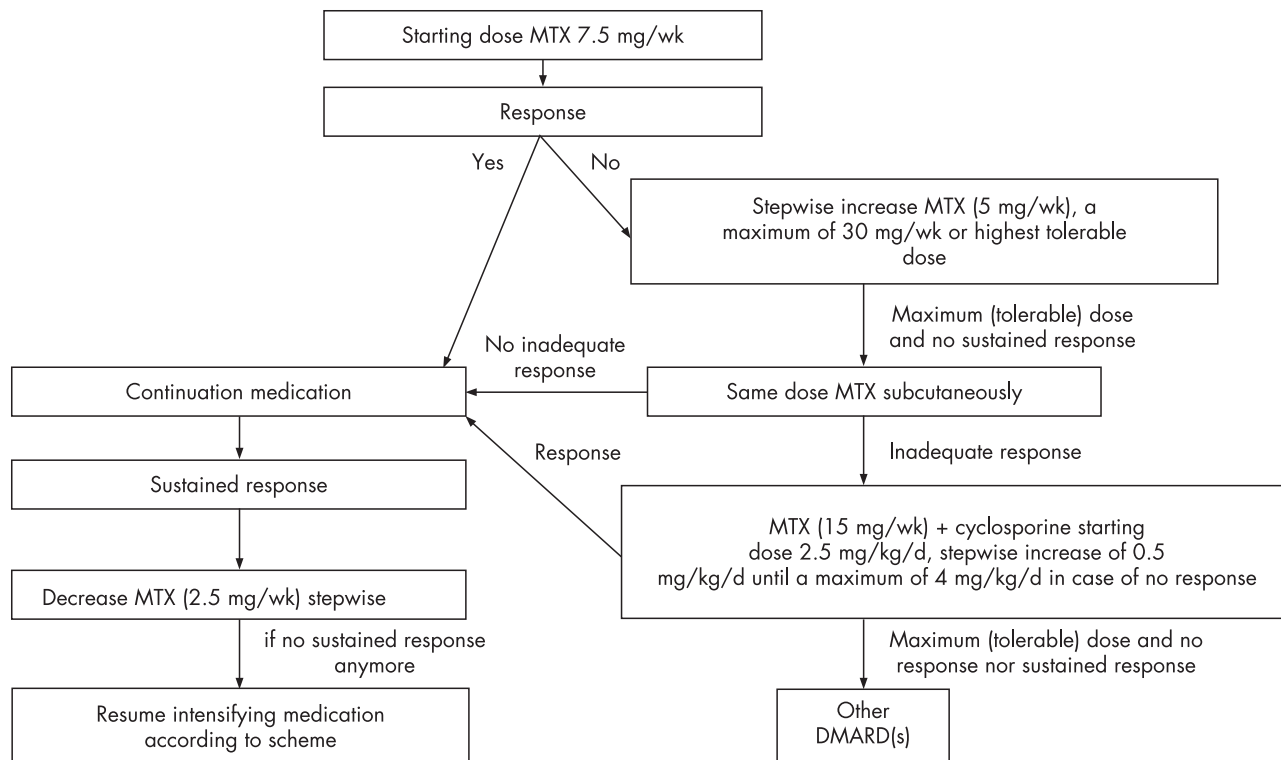 Starting dose MTX 7.5 mg/wk
Response
Yes
No
Stepwise increase MTX (5 mg/wk), a
maximum of 30 mg/wk or highest tolerable
dose
Maximum (tolerable) dose
and no sustained response
No inadequate
response
Continuation medication
Same dose MTX subcutaneously
Response
Inadequate response
Sustained response
MTX (15 mg/wk) + cyclosporine starting
dose 2.5 mg/kg/d, stepwise increase of 0.5
mg/kg/d until a maximum of 4 mg/kg/d in case of no response
Decrease MTX (2.5 mg/wk) stepwise
if no sustained response
anymore
Maximum (tolerable) dose and no
response nor sustained response
Resume intensifying medication
according to scheme
Other
DMARD(s)